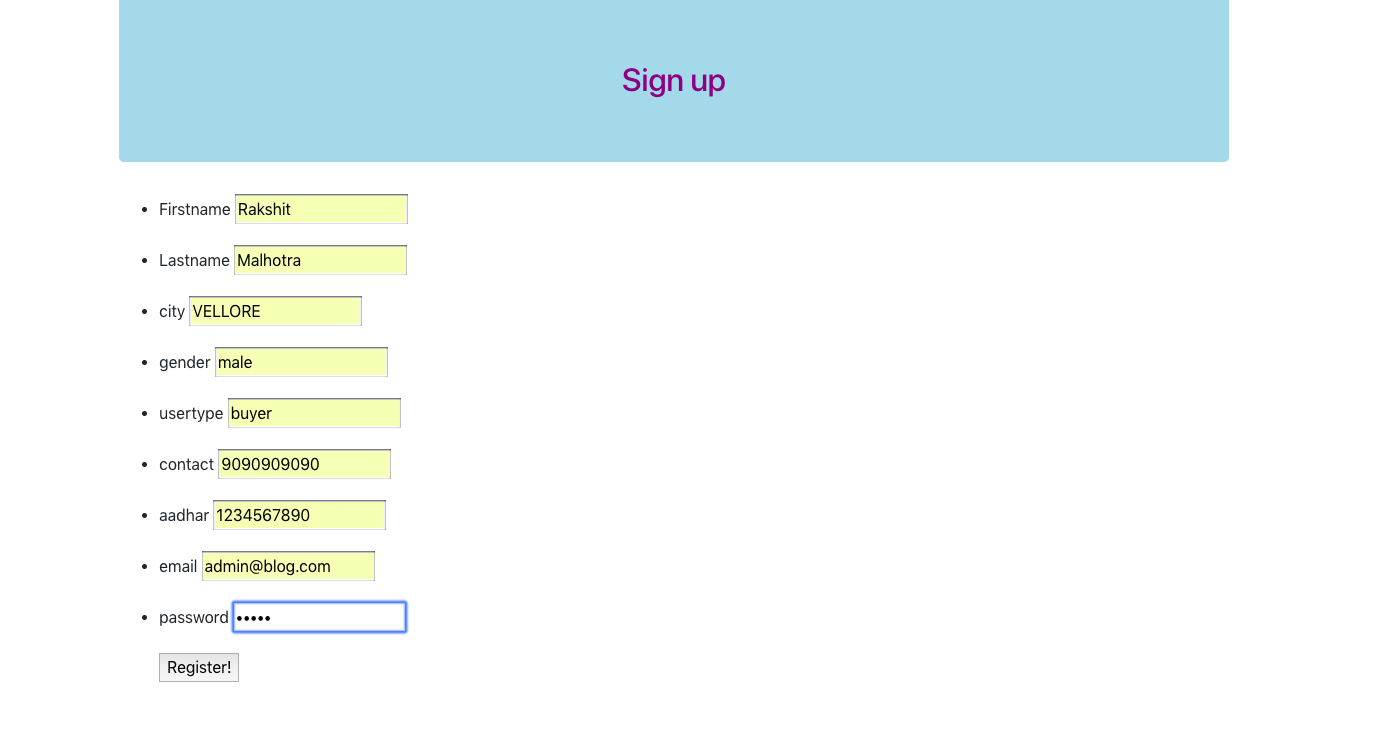 Sign up
Firstname Rakshit
Lastname Malhotra
city VELLORE
gender male
usertype buyer
contact 9090909090
aadhar 1234567890
email admin@blog.com
password •••••
Register!